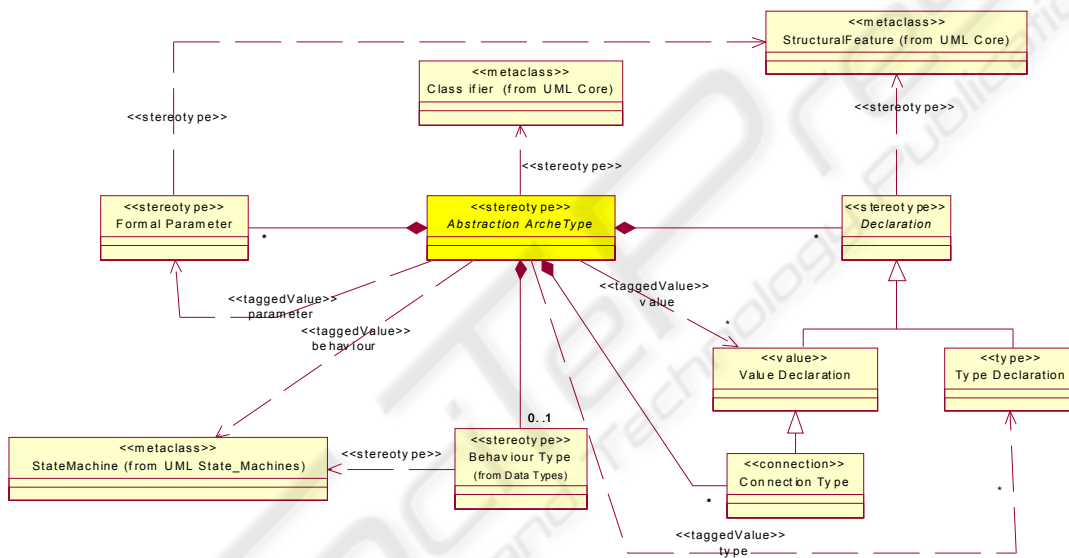 <<metaclass>>
StructuralFeature (from UML Core)
<<metaclass>>
Classifier (from UML Core)
<<stereotype>>
<<stereotype>>
<<stereotype>>
<<stereotype>>
Formal Parameter
*
<<stereotype>>
Abstraction ArcheType
*
<<stereotype>>
Declaration
<<taggedValue>>
parameter
<<taggedValue>>
behaviour
<<taggedValue>>
value
*
<<value>>
Value Declaration
<<type>>
Type Declaration
0..1
<<metaclass>>
StateMachine (from UML State_Machines)
<<stereotype>>
<<stereotype>>
Behaviour Type
(from Data Types)
<<connection>>
Connection Type
*
*
<<taggedValue>>
type